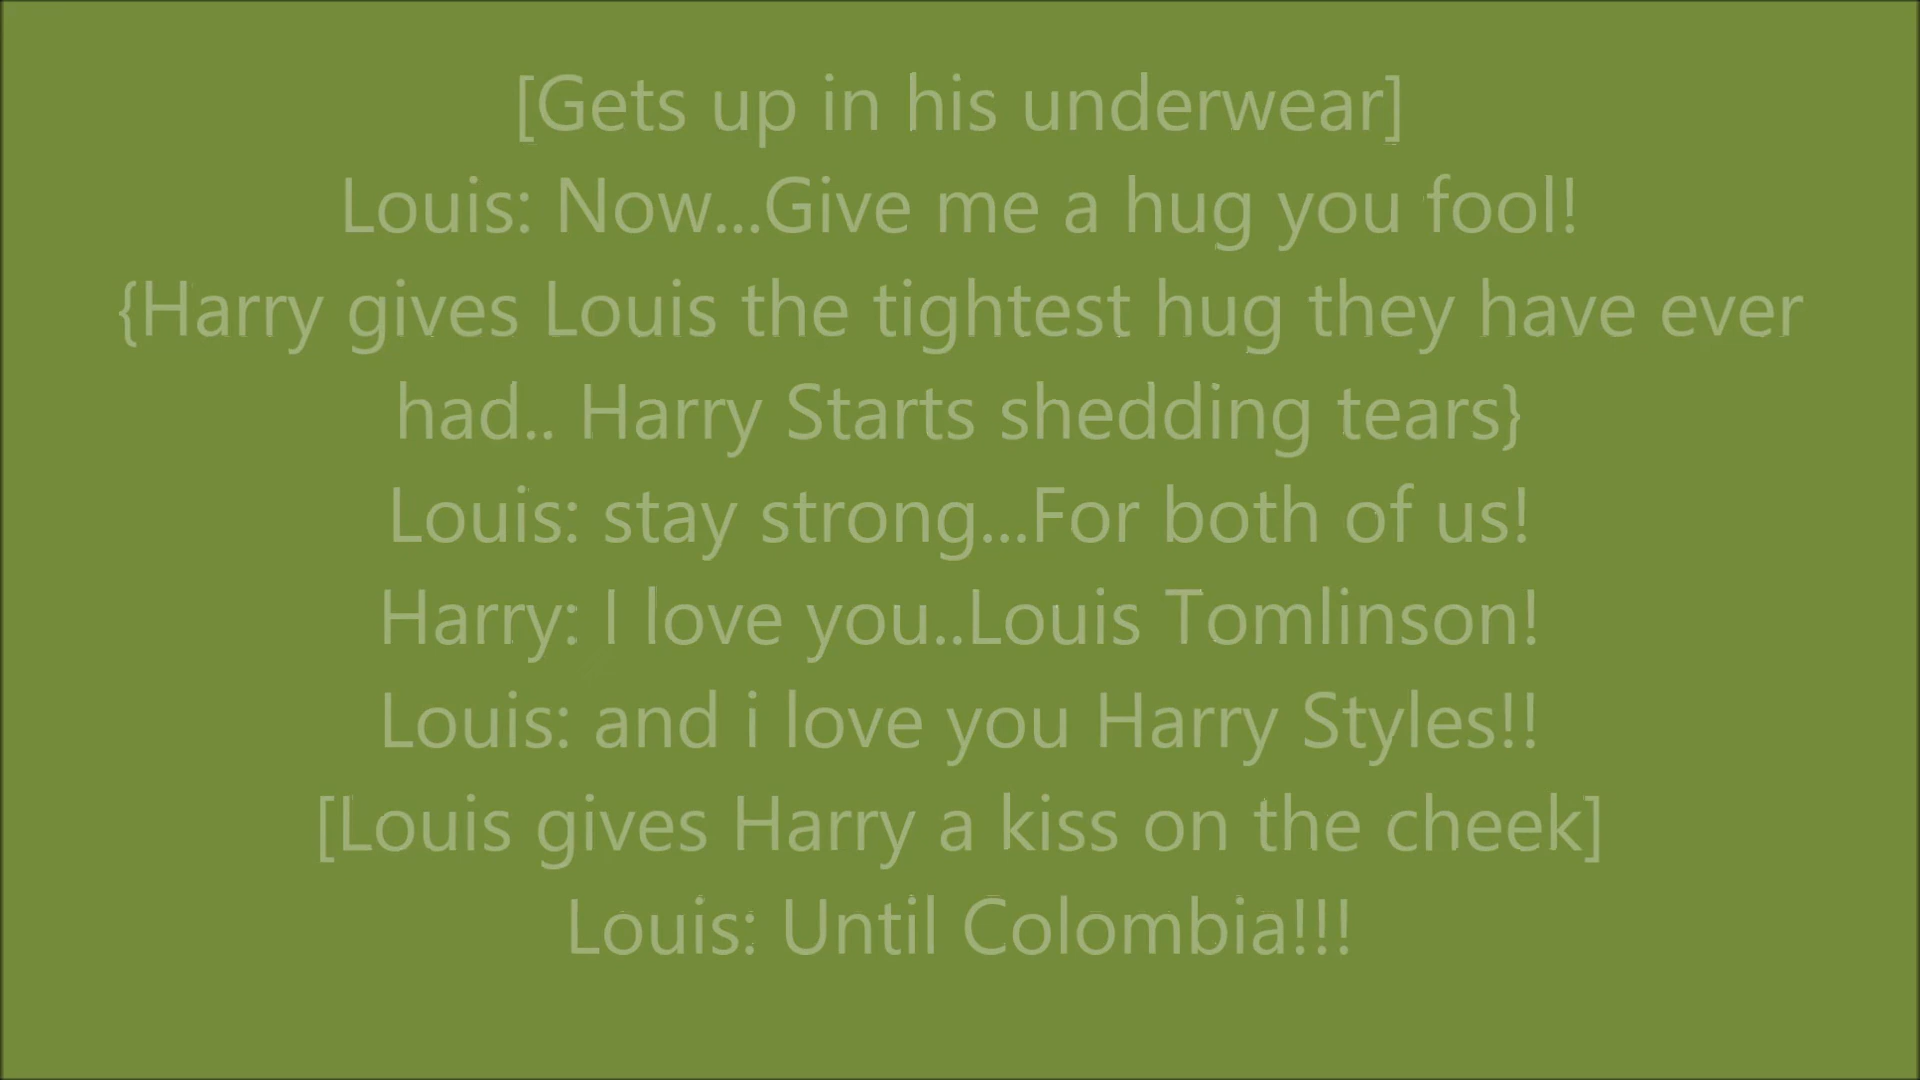 [Gets up in his underwear]
Louis: Now...Give me a hug you fool!
{Harry gives Louis the tightest hug they have ever
had.. Harry Starts shedding tears}
Louis: stay strong...For both of us!
Harry: I love you..Louis Tomlinson!
Louis: and i love you Harry Styles!!
[Louis gives Harry a kiss on the cheek]
Louis: Until Colombia!!!